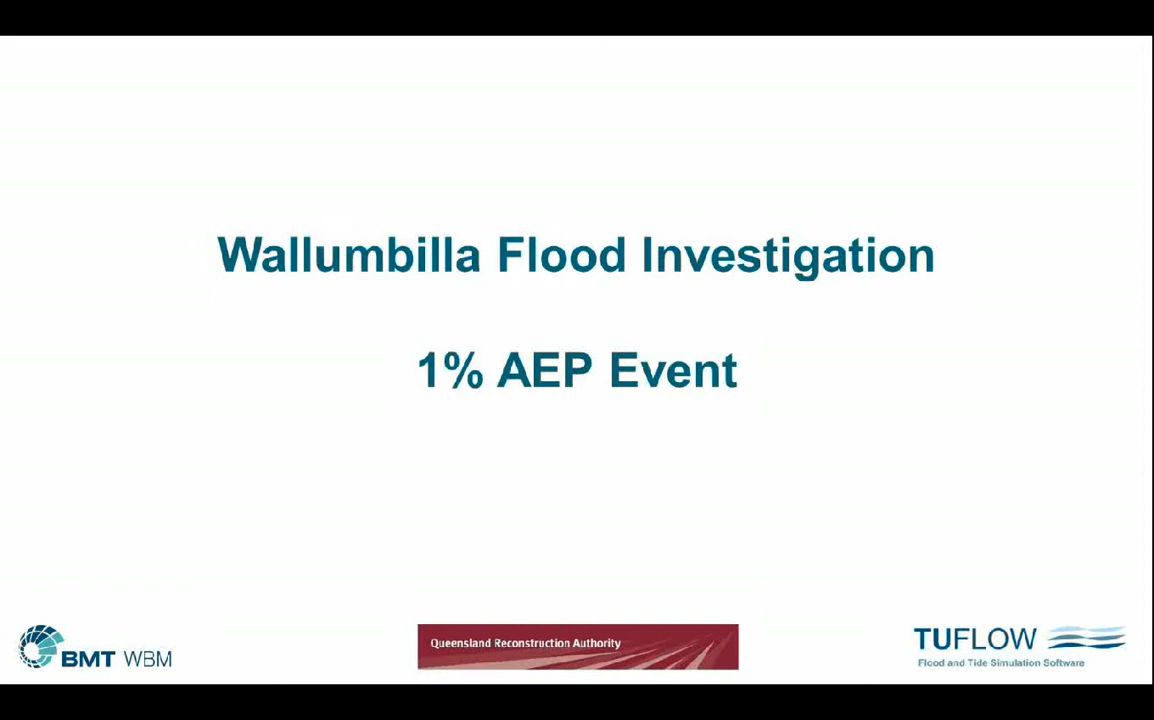 Wallumbilla Flood Investigation
1% AEP Event
BMT WBM
Queensland Reconstruction Authority
TUFLOW
Flood and Tide Simulation Software